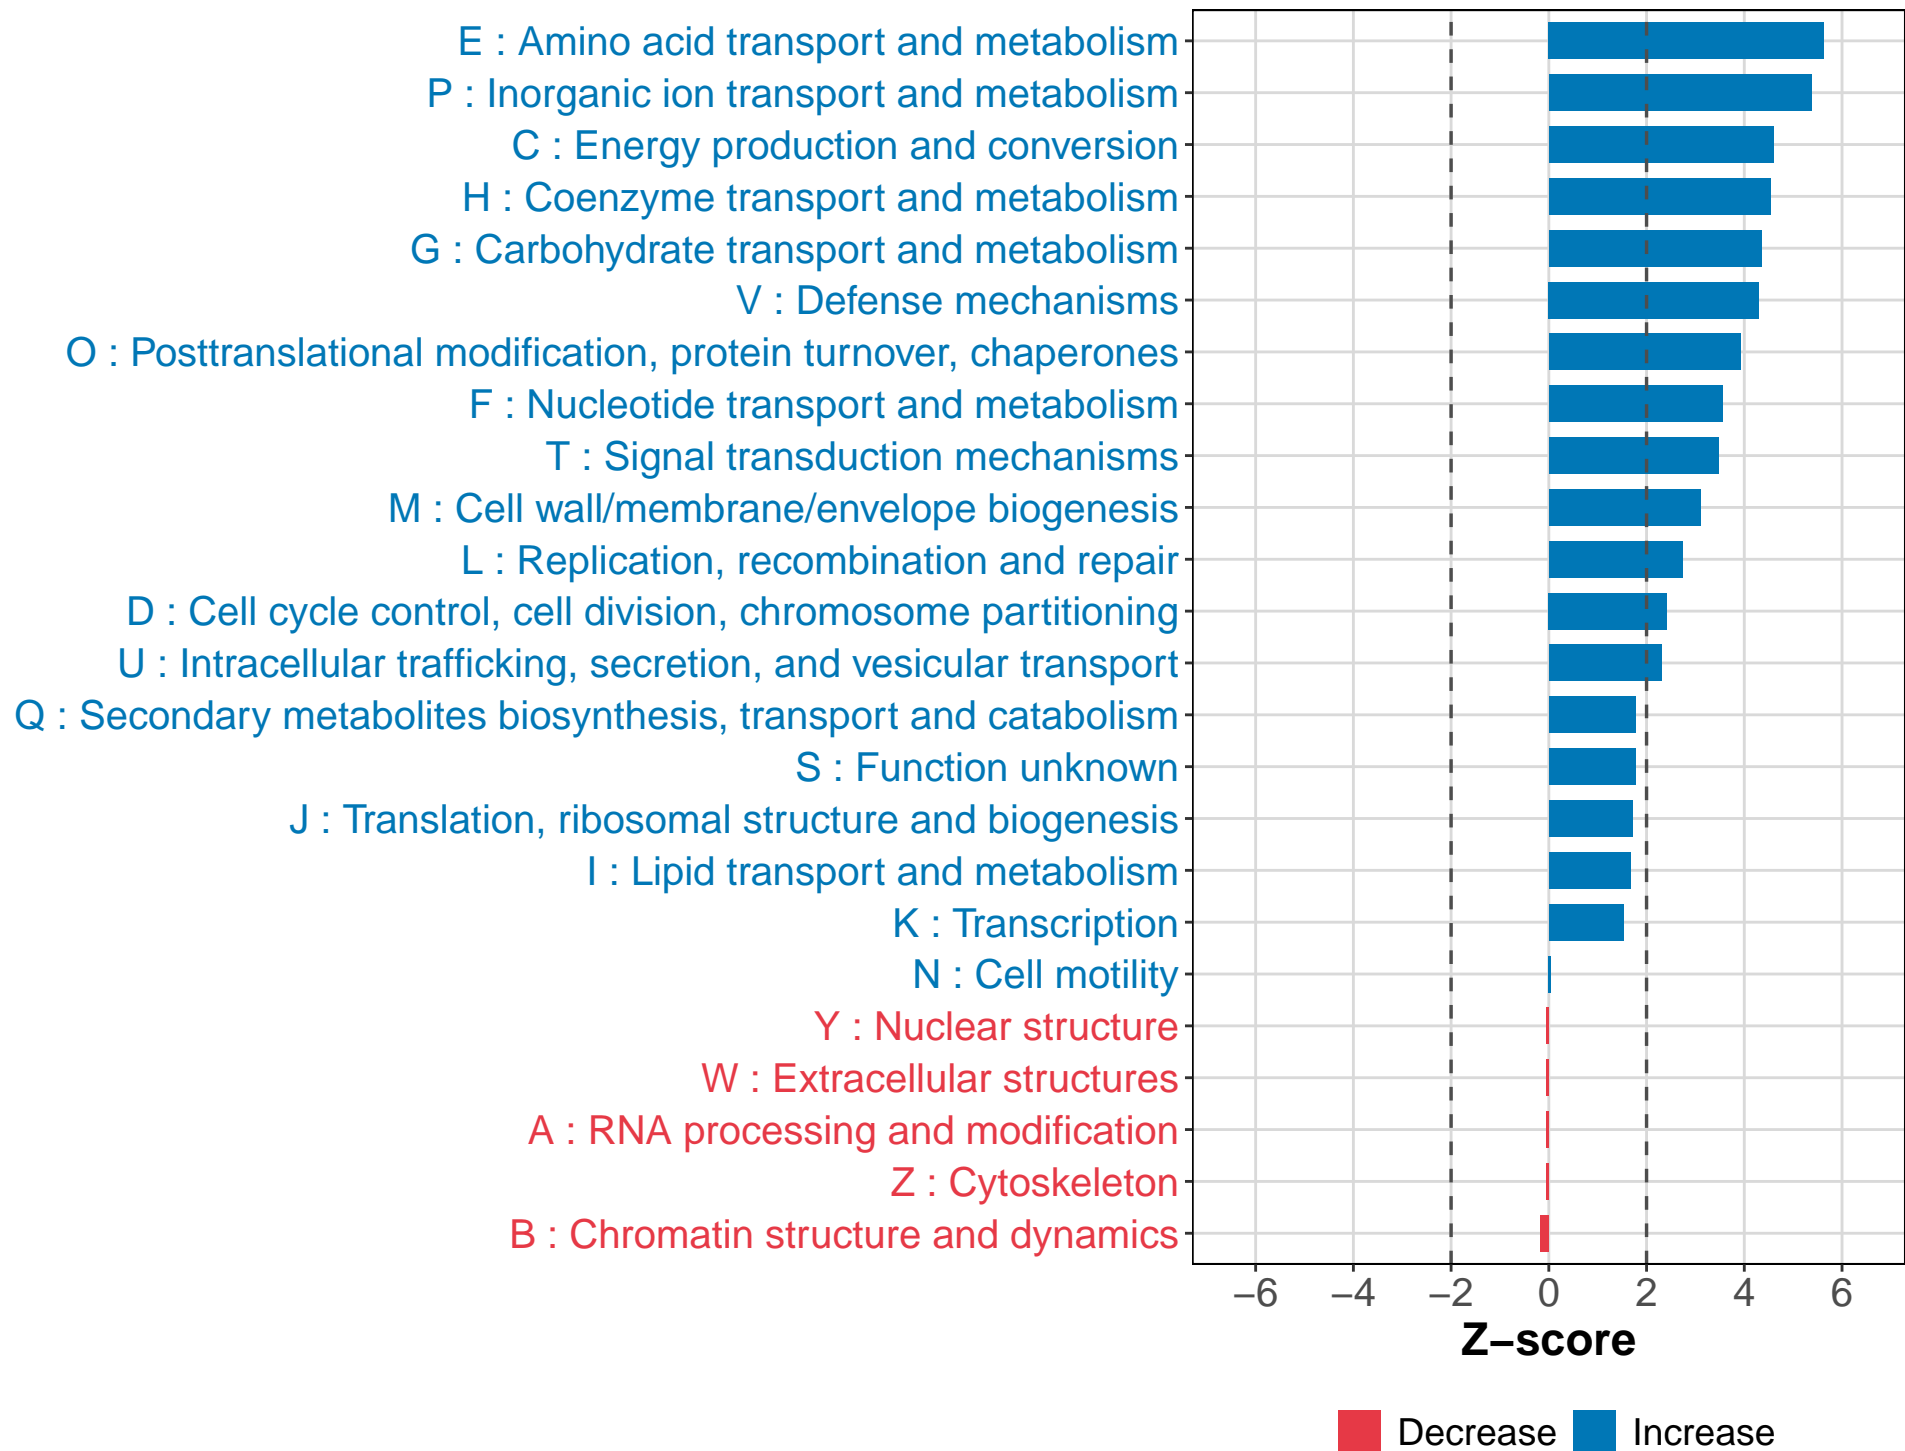 E : Amino acid transport and metabolism
P : Inorganic ion transport and metabolism
C : Energy production and conversion
H : Coenzyme transport and metabolism
G : Carbohydrate transport and metabolism
V : Defense mechanisms
O : Posttranslational modification, protein turnover, chaperones
F : Nucleotide transport and metabolism
T : Signal transduction mechanisms
M : Cell wall/membrane/envelope biogenesis
L : Replication, recombination and repair
D : Cell cycle control, cell division, chromosome partitioning
U : Intracellular trafficking, secretion, and vesicular transport
Q : Secondary metabolites biosynthesis, transport and catabolism
S : Function unknown
J : Translation, ribosomal structure and biogenesis
I : Lipid transport and metabolism
K : Transcription
N : Cell motility
Y : Nuclear structure
W : Extracellular structures
A : RNA processing and modification
Z : Cytoskeleton
B : Chromatin structure and dynamics
−6 −4 −2 0 2 4 6
Z−score
Decrease Increase